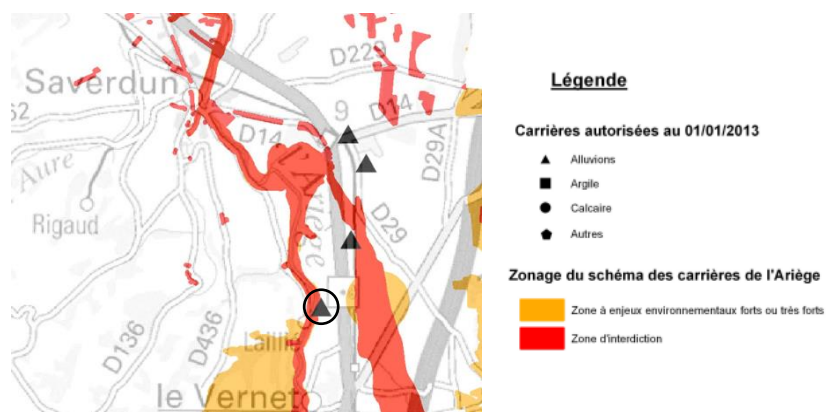 D229
Saverdun
9
D14
62
D14
D29A
Aure
l'Ariège
Rigaud
D29
D136
D436
Laillé
le Vernet
Légende
Carrières autorisées au 01/01/2013
Alluvions
Argile
Calcaire
Autres
Zonage du schéma des carrières de l'Ariège
Zone à enjeux environnementaux forts ou très forts
Zone d'interdiction